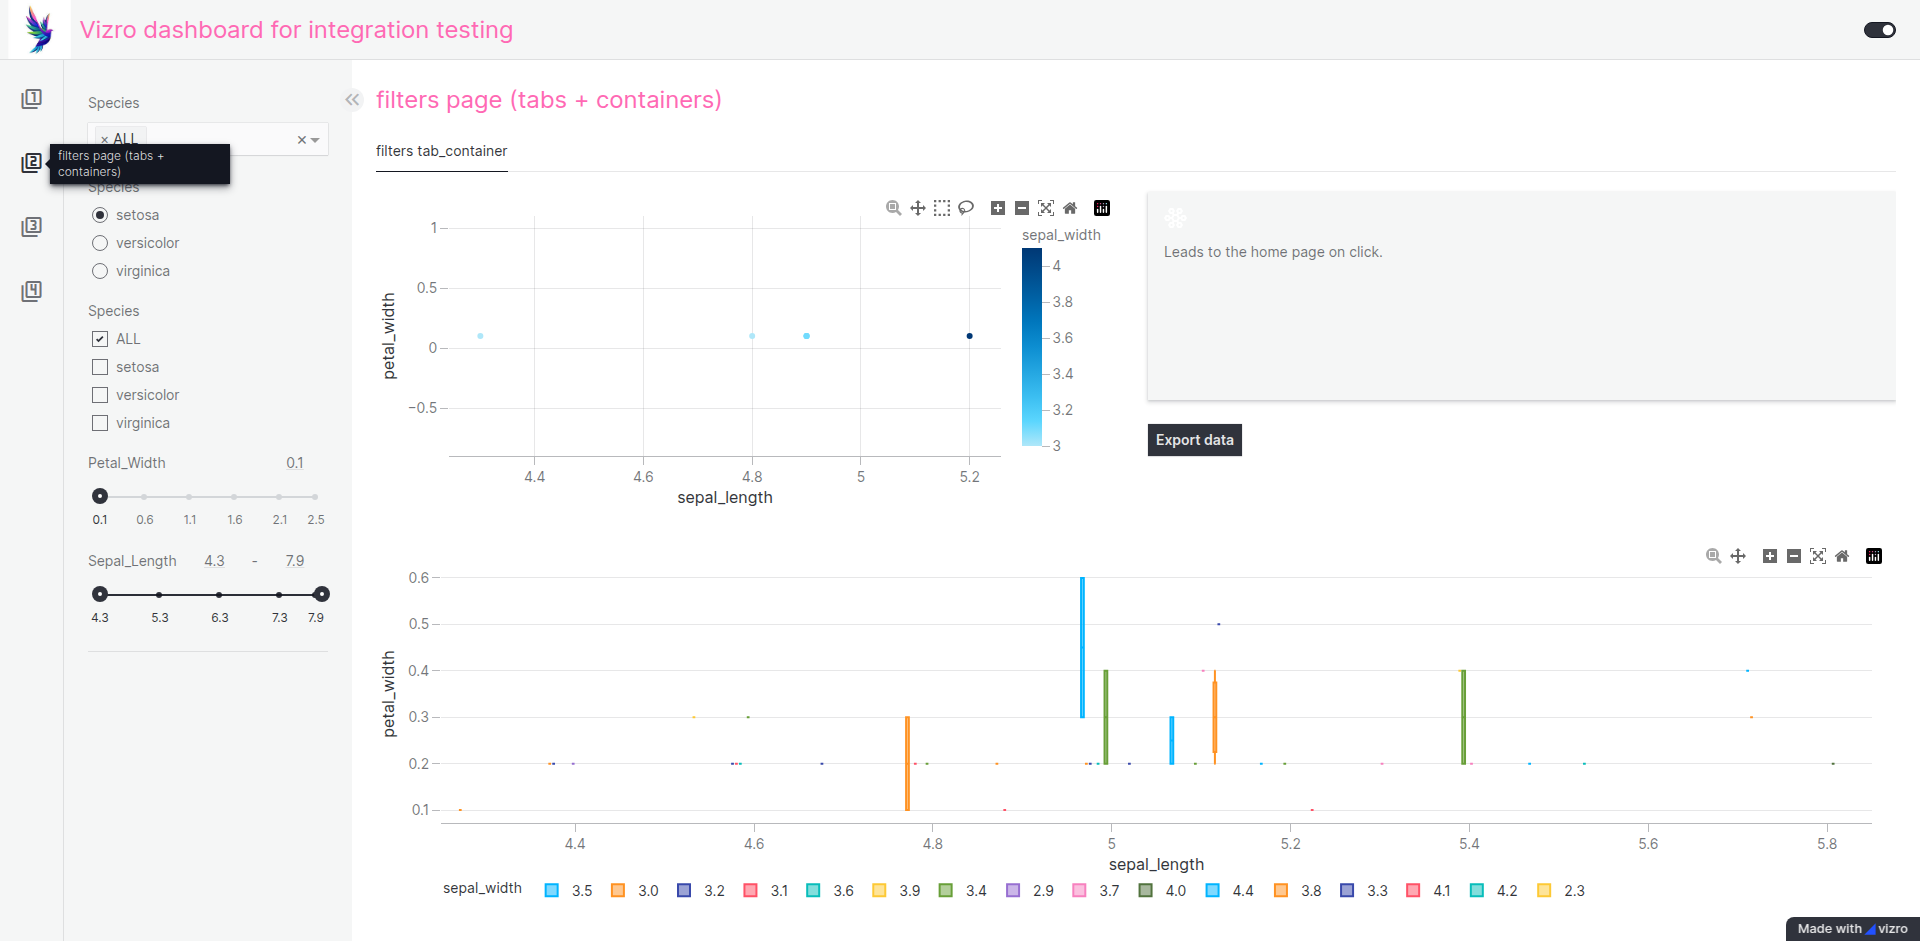 Vizro dashboard for integration testing
1
2
3
4
filters page (tabs +
containers)
Species
× ALL
Species
setosa
versicolor
virginica
Species
ALL
setosa
versicolor
virginica
Petal_Width 0.1
0.1 0.6 1.1 1.6 2.1 2.5
Sepal_Length 4.3 - 7.9
4.3 5.3 6.3 7.3 7.9
filters page (tabs + containers)
filters tab_container
petal_width
1
0.5
0
−0.5
4.4 4.6 4.8 5 5.2
sepal_length
sepal_width
4
3.8
3.6
3.4
3.2
3
Leads to the home page on click.
Export data
petal_width
0.6
0.5
0.4
0.3
0.2
0.1
4.4 4.6 4.8 5 5.2 5.4 5.6 5.8
sepal_length
sepal_width 3.5 3.0 3.2 3.1 3.6 3.9 3.4 2.9 3.7 4.0 4.4 3.8 3.3 4.1 4.2 2.3
Made with vizro